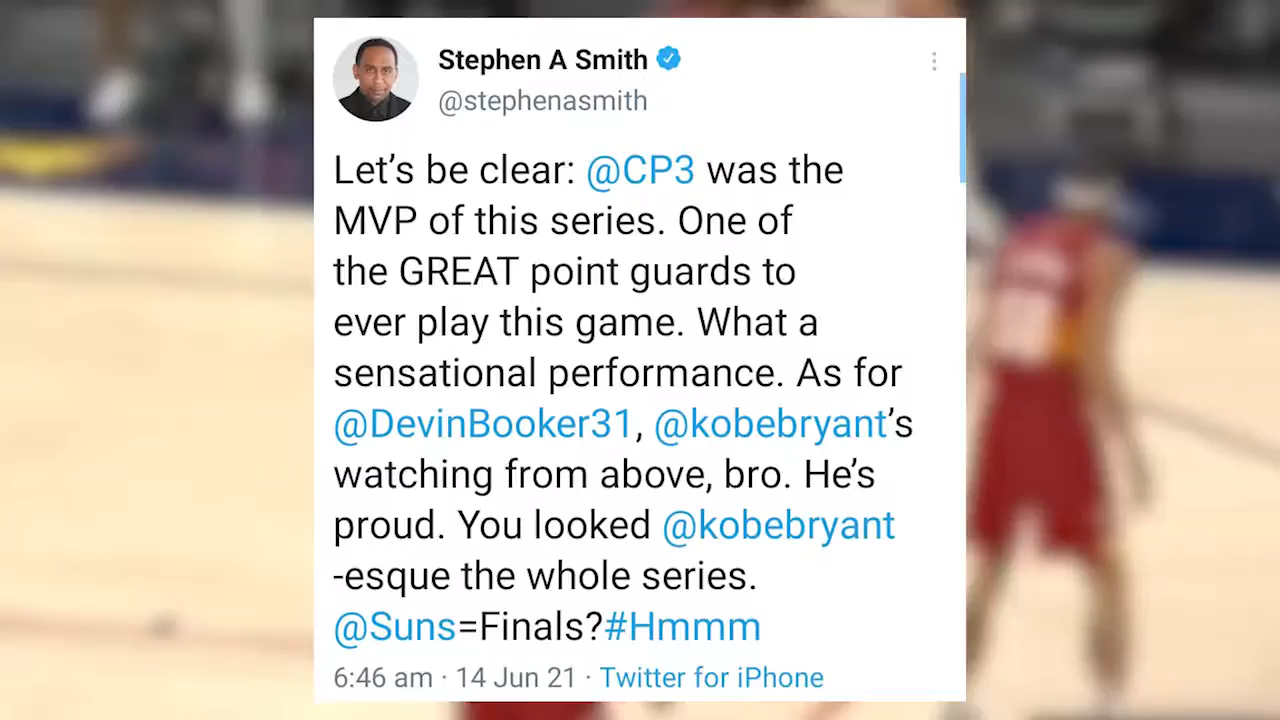 Stephen A Smith
@stephenasmith
Let’s be clear: @CP3 was the
MVP of this series. One of
the GREAT point guards to
ever play this game. What a
sensational performance. As for
@DevinBooker31, @kobebryant’s
watching from above, bro. He’s
proud. You looked @kobebryant
-esque the whole series.
@Suns=Finals?#Hmmm
6:46 am · 14 Jun 21 · Twitter for iPhone